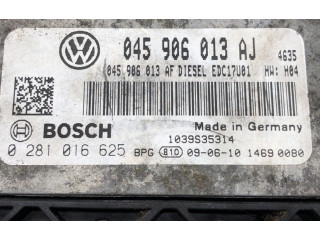 045 906 013 AJ 4635
045 906 013 AF DIESEL EDC17U01 HW: H04
BOSCH
Made in Germany
1039S35314
0 281 016 625 BPG 810 09-06-10 1469 0080